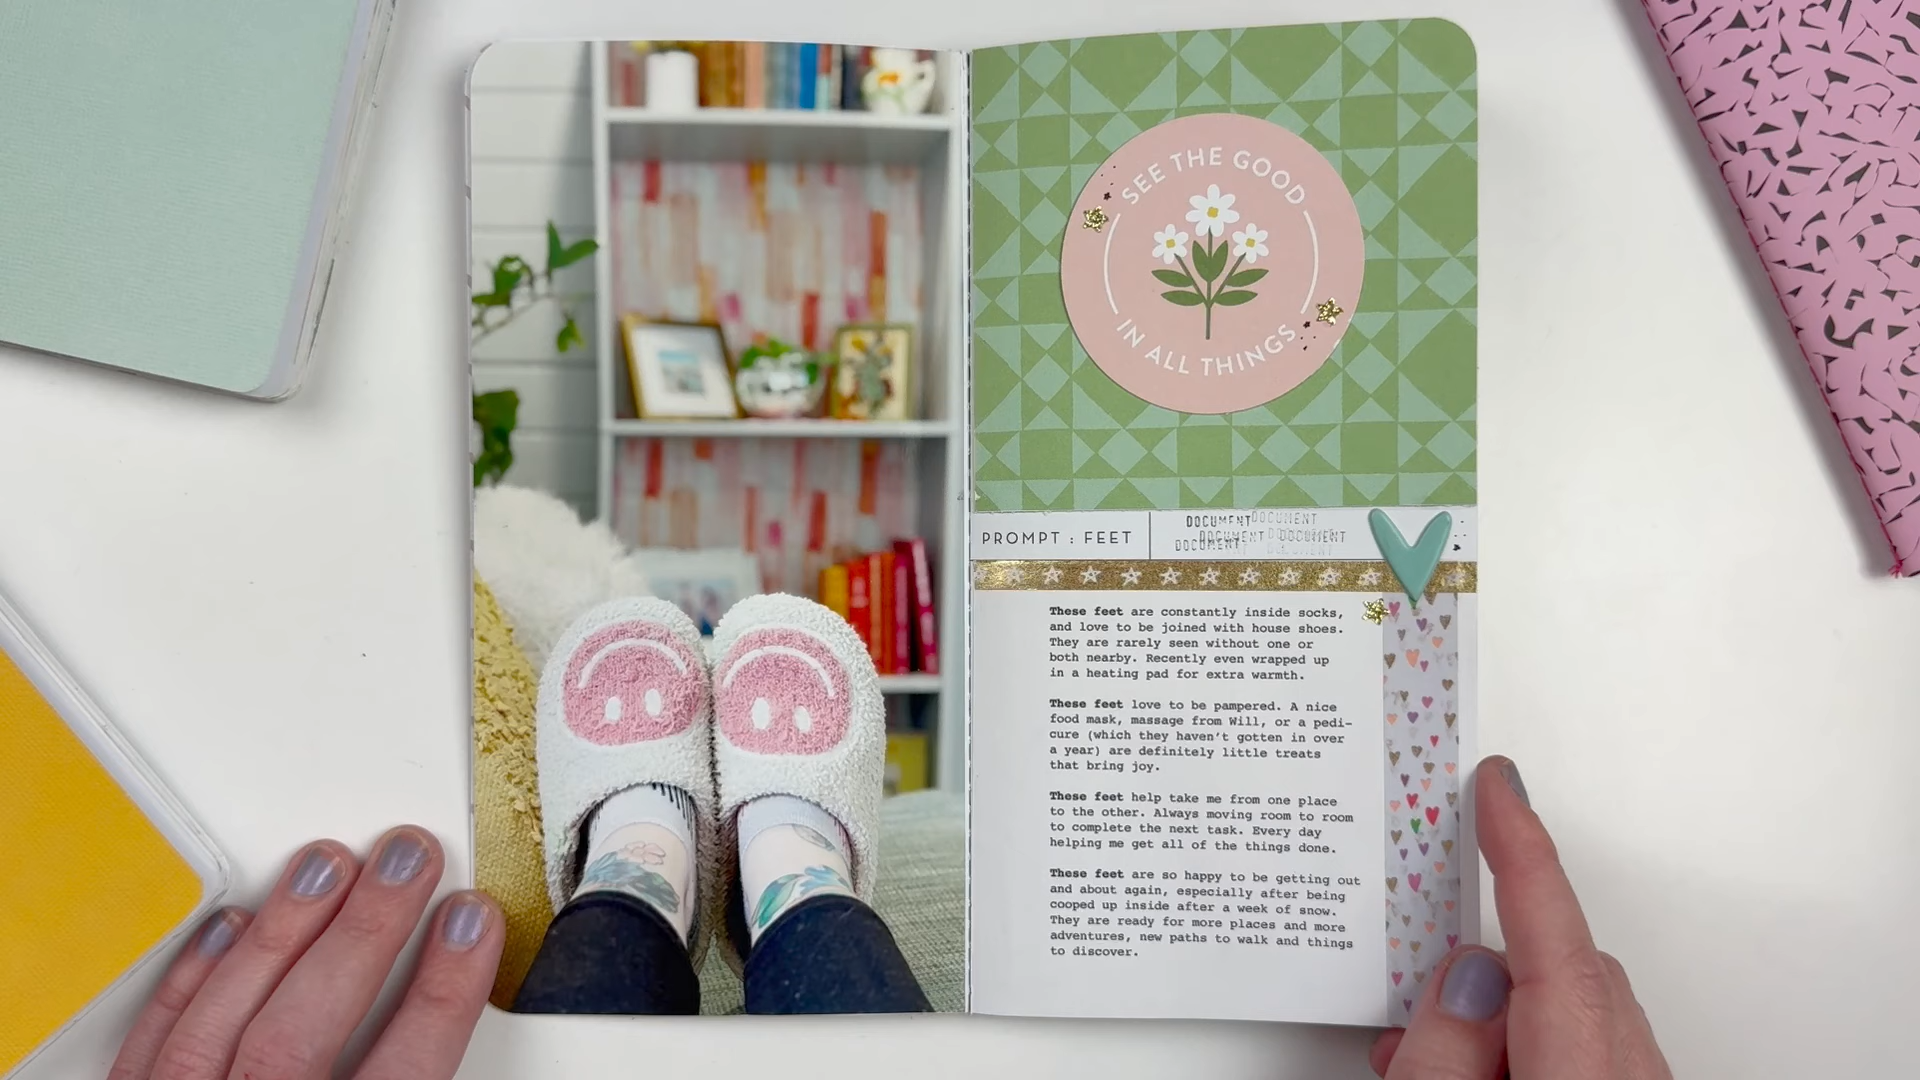 SEE THE GOOD
IN ALL THINGS
PROMPT : FEET
DOCUMENT DOCUMENT
DOCUMENT DOCUMENT
DOCUMENT DOCUMENT
These feet are constantly inside socks,
and love to be joined with house shoes.
They are rarely seen without one or
both nearby. Recently even wrapped up
in a heating pad for extra warmth.
These feet love to be pampered. A nice
food mask, massage from Will, or a pedi-
cure (which they haven't gotten in over
a year) are definitely little treats
that bring joy.
These feet help take me from one place
to the other. Always moving room to room
to complete the next task. Every day
helping me get all of the things done.
These feet are so happy to be getting out
and about again, especially after being
cooped up inside after a week of snow.
They are ready for more places and more
adventures, new paths to walk and things
to discover.